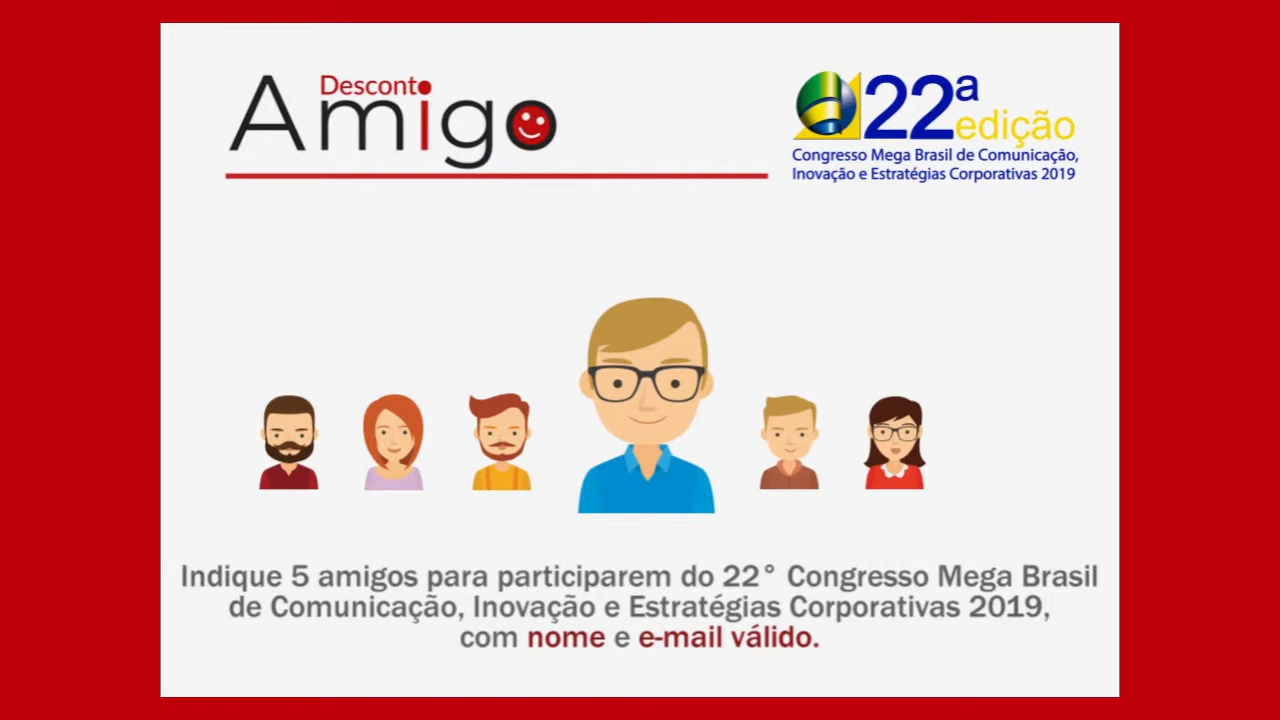 Desconto
Amigo
22ª
edição
Congresso Mega Brasil de Comunicação,
Inovação e Estratégias Corporativas 2019
Indique 5 amigos para participarem do 22° Congresso Mega Brasil
de Comunicação, Inovação e Estratégias Corporativas 2019,
com nome e e-mail válido.